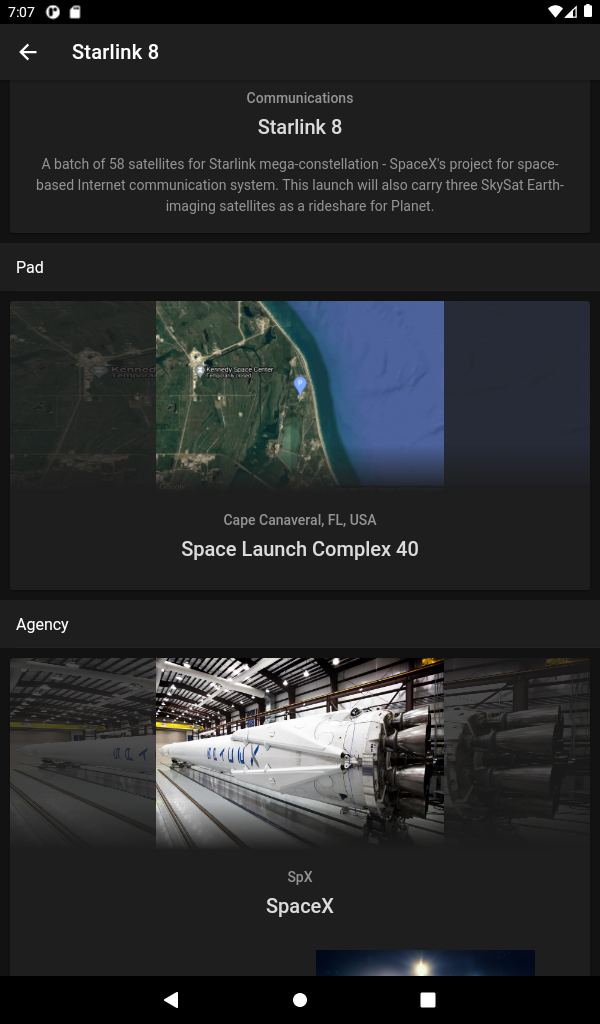 7:07
Starlink 8
Communications
Starlink 8
A batch of 58 satellites for Starlink mega-constellation - SpaceX's project for space-
based Internet communication system. This launch will also carry three SkySat Earth-
imaging satellites as a rideshare for Planet.
Pad
Kennedy Space Center
Temporarily closed
P
Cape Canaveral, FL, USA
Space Launch Complex 40
Agency
SpX
SpaceX